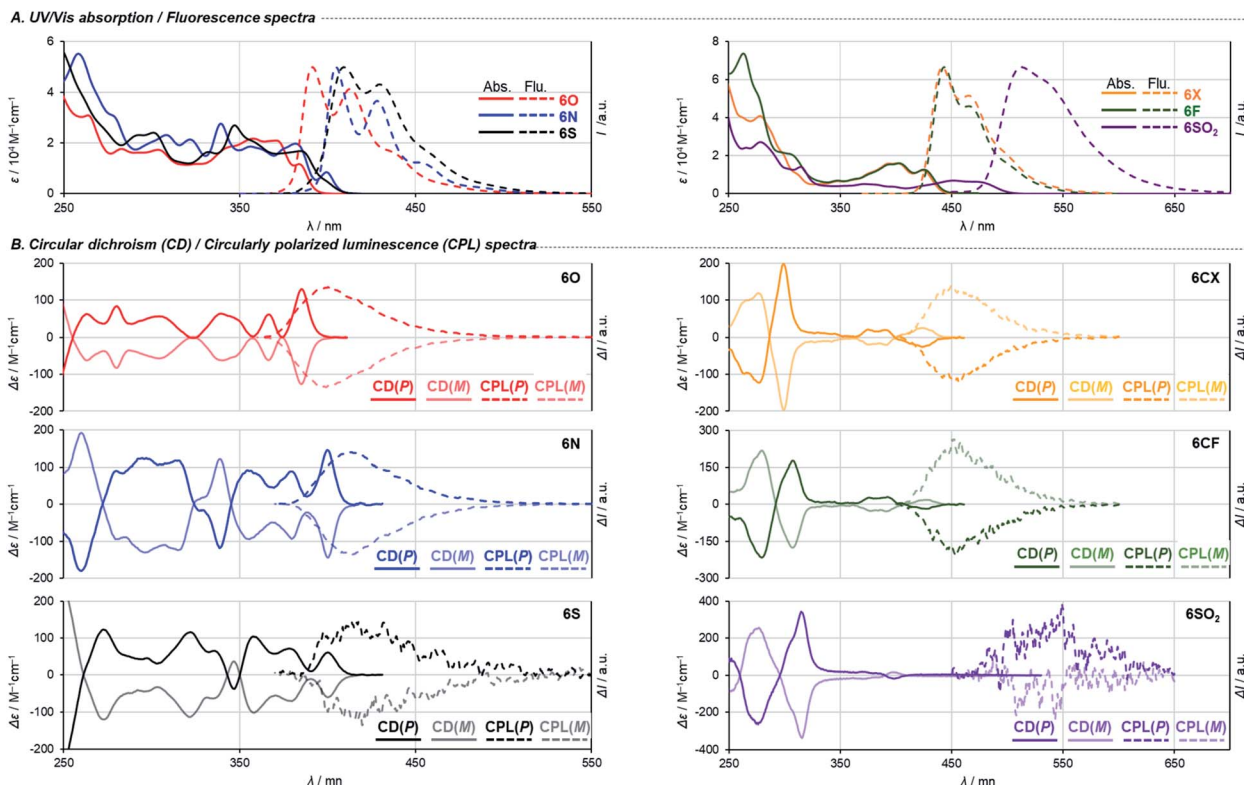 A. UV/Vis absorption / Fluorescence spectra
6 8
Abs. Flu. Abs. Flu.
4 6O 6 6X
6N 6F
6S 4 6SO₂
2 2
0 0
ε / 10⁴ M⁻¹cm⁻¹ I /a.u. ε / 10⁴ M⁻¹cm⁻¹ I /a.u.
250 350 450 550 250 350 450 550 650
λ / nm λ / nm
B. Circular dichroism (CD) / Circularly polarized luminescence (CPL) spectra
200 6O 200 6CX
100 100
0 0
-100 -100
CD(P) CD(M) CPL(P) CPL(M) CD(P) CD(M) CPL(P) CPL(M)
-200 -200
Δε / M⁻¹cm⁻¹ ΔI / a.u. Δε / M⁻¹cm⁻¹ ΔI / a.u.
200 6N 300 6CF
100 150
0 0
-100 -150
CD(P) CD(M) CPL(P) CPL(M) CD(P) CD(M) CPL(P) CPL(M)
-200 -300
Δε / M⁻¹cm⁻¹ ΔI / a.u. Δε / M⁻¹cm⁻¹ ΔI / a.u.
200 6S 400 6SO₂
100 200
0 0
-100 -200
CD(P) CD(M) CPL(P) CPL(M) CD(P) CD(M) CPL(P) CPL(M)
-200 -400
Δε / M⁻¹cm⁻¹ ΔI / a.u. Δε / M⁻¹cm⁻¹ ΔI / a.u.
250 350 450 550 250 350 450 550 650
λ / mn λ / mn